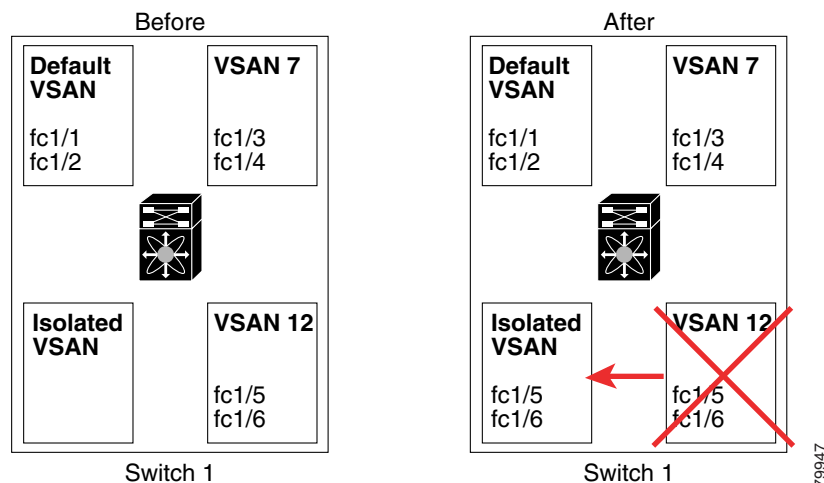 Before
Default
VSAN
fc1/1
fc1/2
VSAN 7
fc1/3
fc1/4
Isolated
VSAN
VSAN 12
fc1/5
fc1/6
Switch 1
After
Default
VSAN
fc1/1
fc1/2
VSAN 7
fc1/3
fc1/4
Isolated
VSAN
fc1/5
fc1/6
VSAN 12
fc1/5
fc1/6
Switch 1
79947